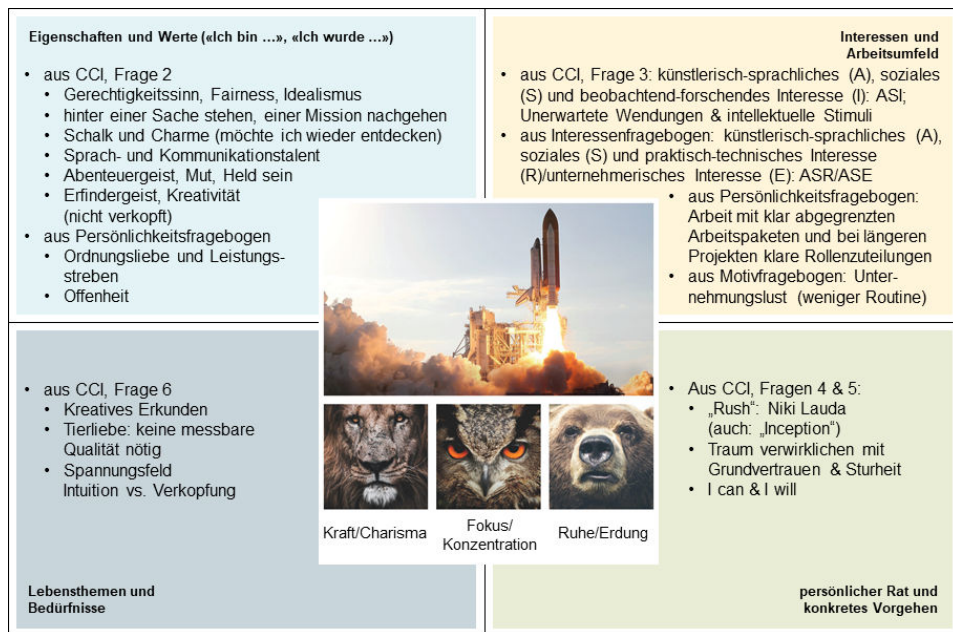 Eigenschaften und Werte («Ich bin ...», «Ich wurde ...»)
• aus CCI, Frage 2
• Gerechtigkeitssinn, Fairness, Idealismus
• hinter einer Sache stehen, einer Mission nachgehen
• Schalk und Charme (möchte ich wieder entdecken)
• Sprach- und Kommunikationstalent
• Abenteuergeist, Mut, Held sein
• Erfindergeist, Kreativität
(nicht verkopft)
• aus Persönlichkeitsfragebogen
• Ordnungsliebe und Leistungs-
streben
• Offenheit
Interessen und
Arbeitsumfeld
• aus CCI, Frage 3: künstlerisch-sprachliches (A), soziales
(S) und beobachtend-forschendes Interesse (I): ASI;
Unerwartete Wendungen & intellektuelle Stimuli
• aus Interessenfragebogen: künstlerisch-sprachliches (A),
soziales (S) und praktisch-technisches Interesse
(R)/unternehmerisches Interesse (E): ASR/ASE
• aus Persönlichkeitsfragebogen:
Arbeit mit klar abgegrenzten
Arbeitspaketen und bei längeren
Projekten klare Rollenzuteilungen
• aus Motivfragebogen: Unter-
nehmungslust (weniger Routine)
• aus CCI, Frage 6
• Kreatives Erkunden
• Tierliebe: keine messbare
Qualität nötig
• Spannungsfeld
Intuition vs. Verkopfung
Lebensthemen und
Bedürfnisse
Kraft/Charisma
Fokus/
Konzentration
Ruhe/Erdung
• Aus CCI, Fragen 4 & 5:
• „Rush“: Niki Lauda
(auch: „Inception“)
• Traum verwirklichen mit
Grundvertrauen & Sturheit
• I can & I will
persönlicher Rat und
konkretes Vorgehen